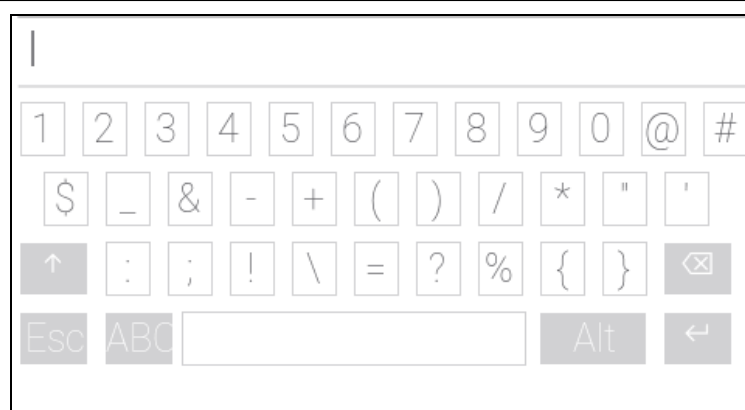 1 2 3 4 5 6 7 8 9 0 @ #
$ _ & - + ( ) / * " '
↑ : ; ! \ = ? % { } ⌫
Esc ABC Alt ↵